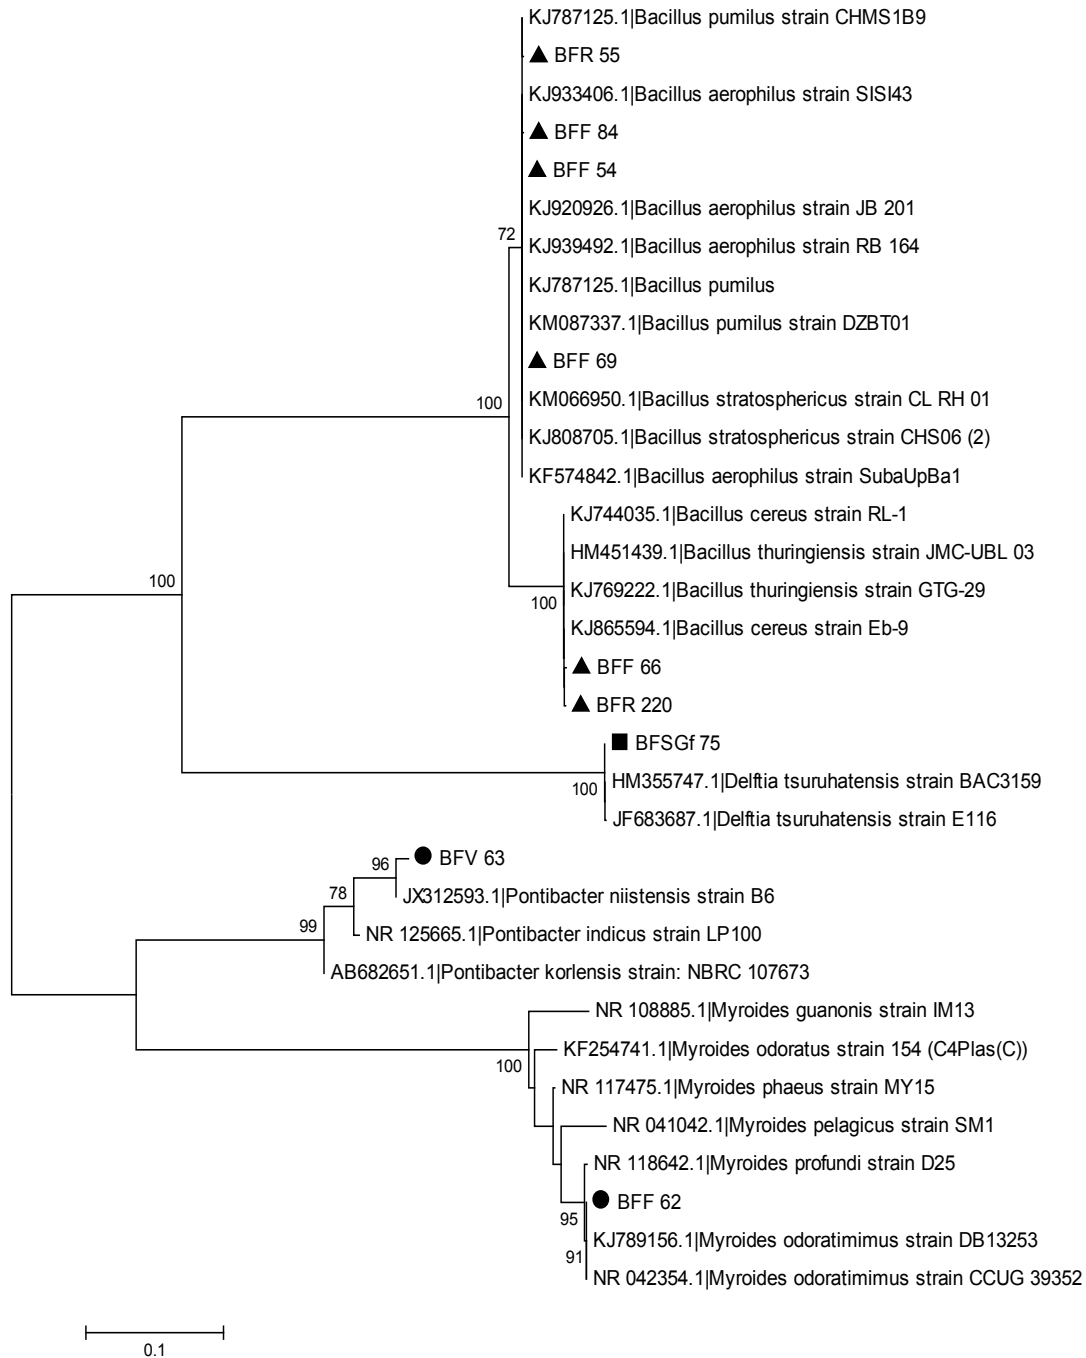 KJ787125.1|Bacillus pumilus strain CHMS1B9
BFR 55
KJ933406.1|Bacillus aerophilus strain SISI43
BFF 84
BFF 54
KJ920926.1|Bacillus aerophilus strain JB 201
72
KJ939492.1|Bacillus aerophilus strain RB 164
KJ787125.1|Bacillus pumilus
KM087337.1|Bacillus pumilus strain DZBT01
BFF 69
KM066950.1|Bacillus stratosphericus strain CL RH 01
100
KJ808705.1|Bacillus stratosphericus strain CHS06 (2)
KF574842.1|Bacillus aerophilus strain SubaUpBa1
KJ744035.1|Bacillus cereus strain RL-1
HM451439.1|Bacillus thuringiensis strain JMC-UBL 03
100
KJ769222.1|Bacillus thuringiensis strain GTG-29
100
KJ865594.1|Bacillus cereus strain Eb-9
BFF 66
BFR 220
BFSGf 75
HM355747.1|Delftia tsuruhatensis strain BAC3159
100
JF683687.1|Delftia tsuruhatensis strain E116
BFV 63
96
JX312593.1|Pontibacter niistensis strain B6
78
NR 125665.1|Pontibacter indicus strain LP100
99
AB682651.1|Pontibacter korlensis strain: NBRC 107673
NR 108885.1|Myroides guanonis strain IM13
KF254741.1|Myroides odoratus strain 154 (C4Plas(C))
100
NR 117475.1|Myroides phaeus strain MY15
NR 041042.1|Myroides pelagicus strain SM1
NR 118642.1|Myroides profundi strain D25
BFF 62
95
KJ789156.1|Myroides odoratimimus strain DB13253
91
NR 042354.1|Myroides odoratimimus strain CCUG 39352
0.1